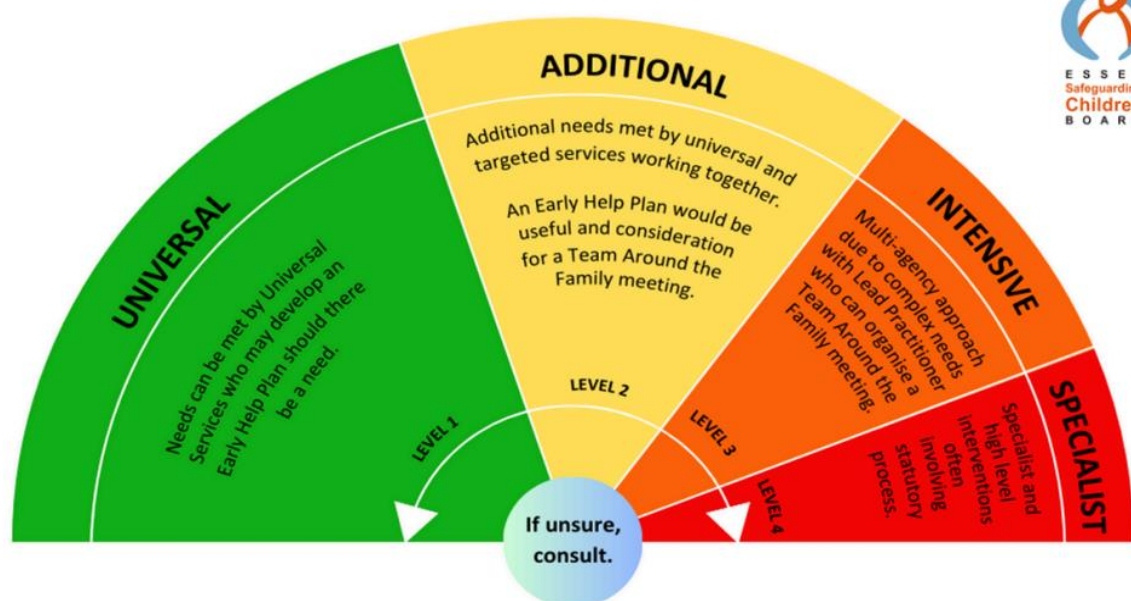 UNIVERSAL
Needs can be met by Universal
Services who may develop an
Early Help Plan should there
be a need.
LEVEL 1
ADDITIONAL
Additional needs met by universal and
targeted services working together.
An Early Help Plan would be
useful and consideration
for a Team Around the
Family meeting.
LEVEL 2
INTENSIVE
Multi-agency approach
due to complex needs
with Lead Practitioner
who can organise a
Team Around the
Family meeting.
LEVEL 3
SPECIALIST
Specialist and
high level
interventions
often
involving
statutory
process.
LEVEL 4
If unsure,
consult.
ESSE
Safeguardin
Childre
BOAR